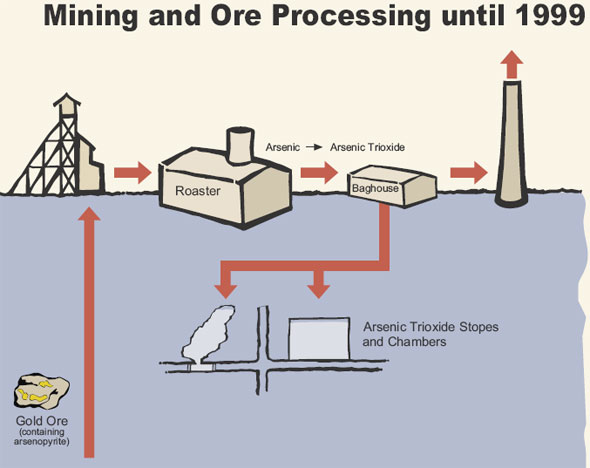 Mining and Ore Processing until 1999
Arsenic → Arsenic Trioxide
Roaster
Baghouse
Arsenic Trioxide Stopes
and Chambers
Gold Ore
(containing
arsenopyrite)